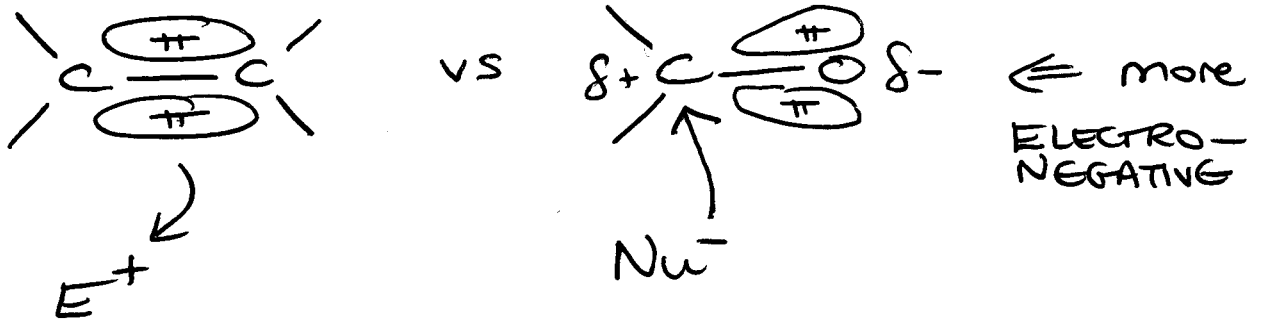 π π
C C vs δ+ C O δ- ⇐ more
π π
ELECTRO-
NEGATIVE
E+
Nu-